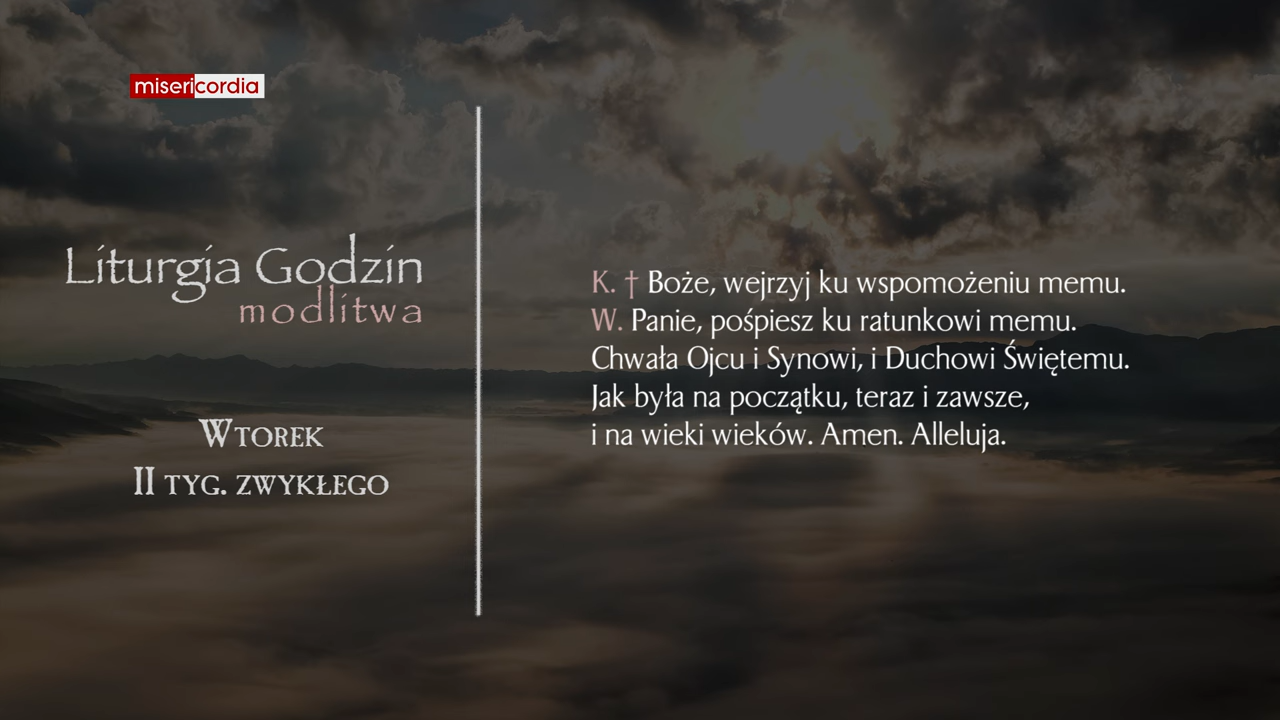 misericordia
Liturgia Godzin
modlitwa
Wtorek
II tyg. zwykłego
K. † Boże, wejrzyj ku wspomożeniu memu.
W. Panie, pośpiesz ku ratunkowi memu.
Chwała Ojcu i Synowi, i Duchowi Świętemu.
Jak była na początku, teraz i zawsze,
i na wieki wieków. Amen. Alleluja.